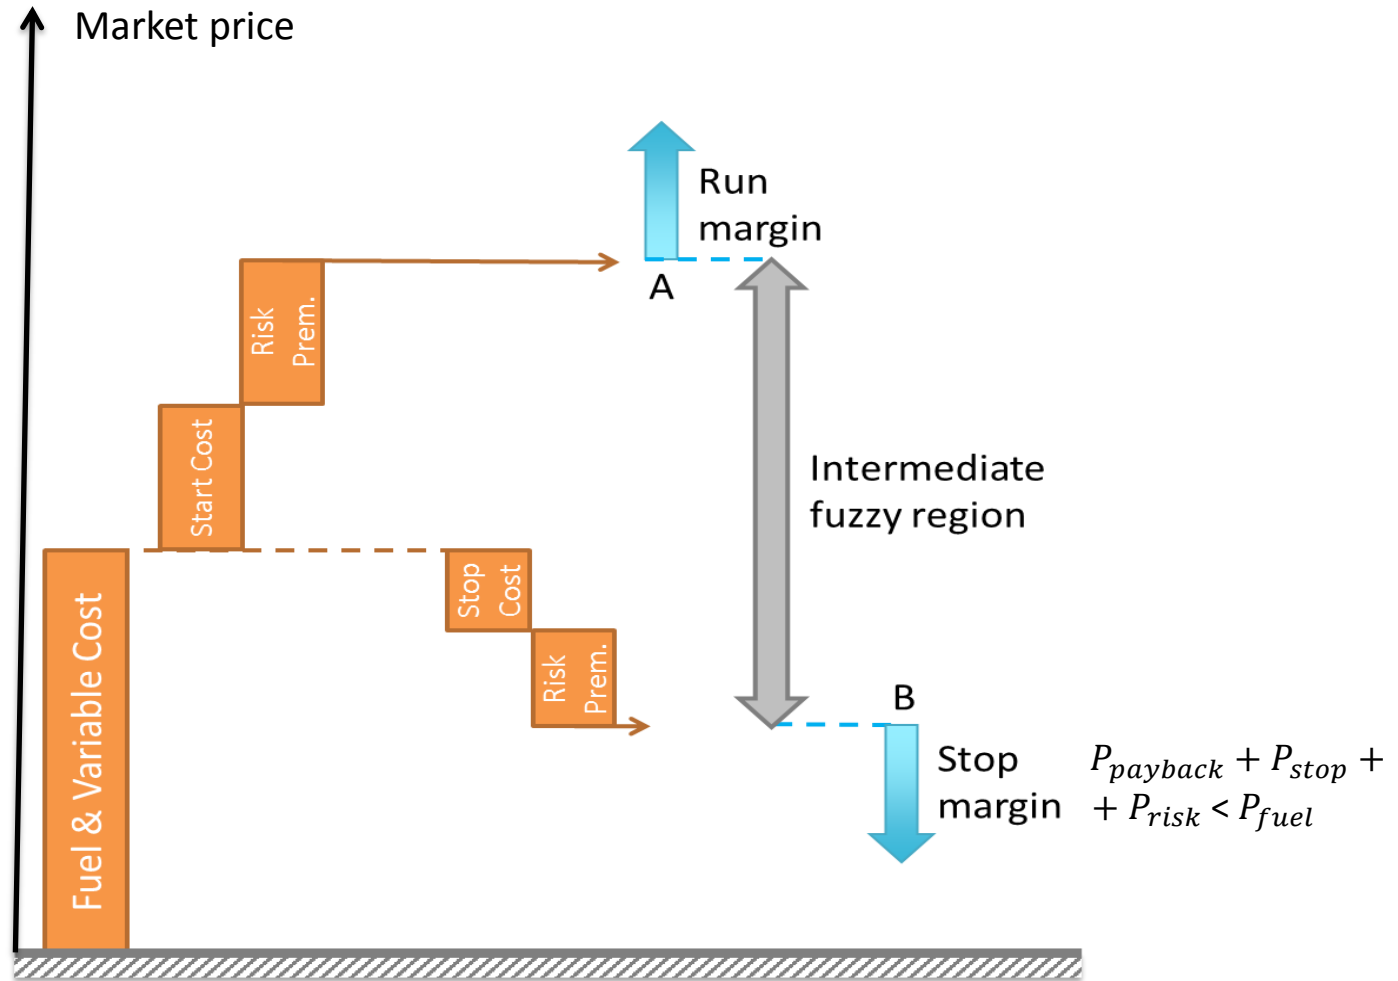 Market price
Run
margin
A
Risk
Prem.
Start Cost
Intermediate
fuzzy region
Stop
Cost
Risk
Prem.
Fuel & Variable Cost
B
Stop
margin
P_payback + P_stop +
+ P_risk < P_fuel